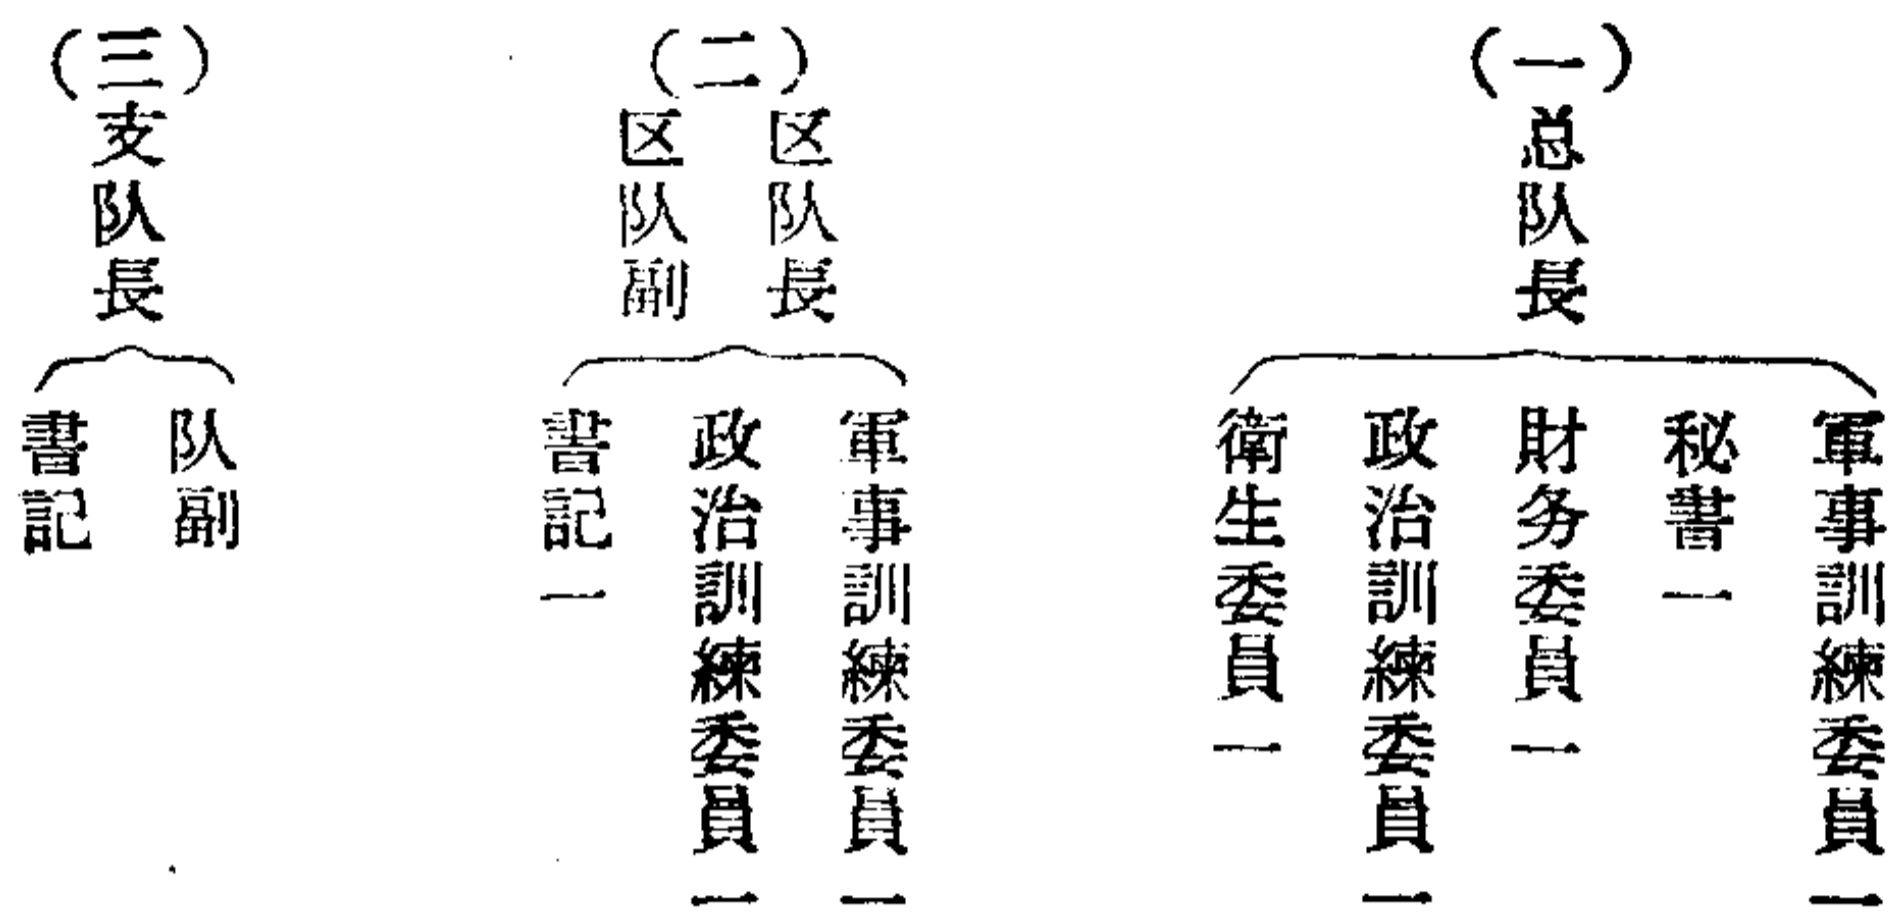 (一)
总队長
軍事訓練委員一
秘書一
財务委員一
政治訓練委員一
衛生委員一
(二)
区队長
区队副
軍事訓練委員一
政治訓練委員一
書記一
(三)
支队長
队副
書記